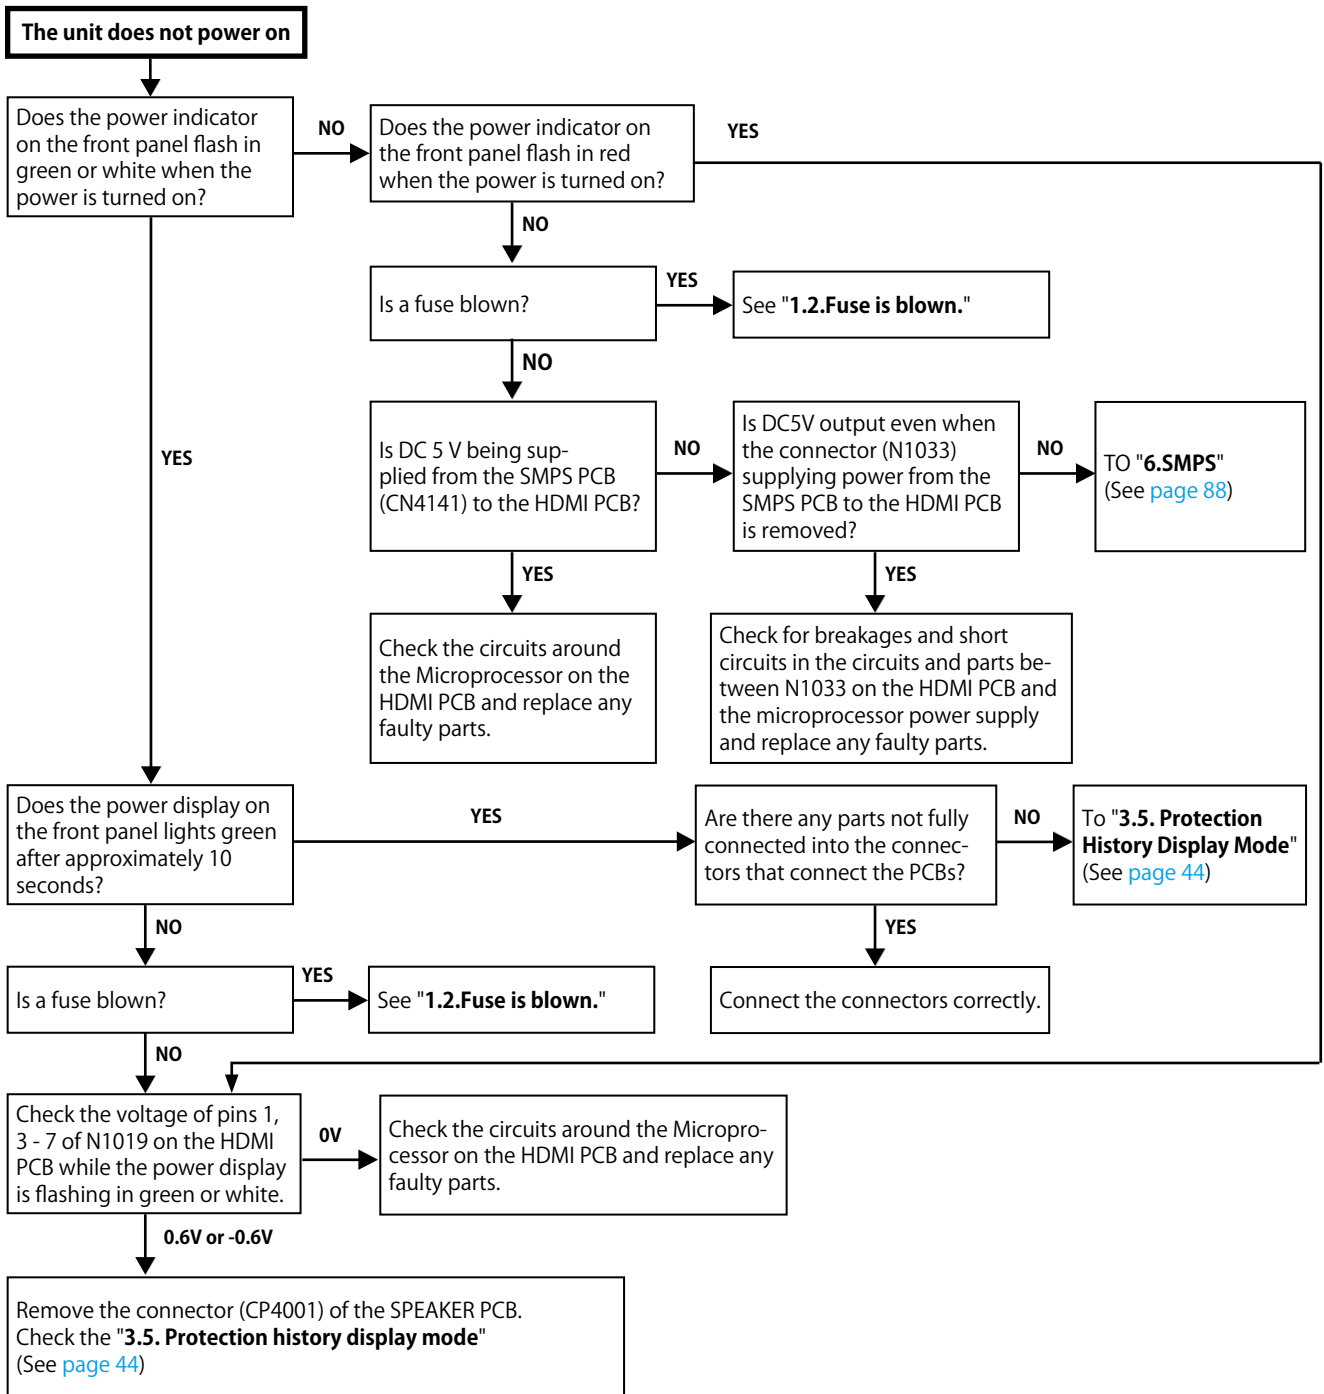 The unit does not power on
Does the power indicator
on the front panel flash in
green or white when the
power is turned on?
NO
Does the power indicator on
the front panel flash in red
when the power is turned on?
YES
NO
Is a fuse blown?
YES
See "1.2.Fuse is blown."
NO
YES
Is DC 5 V being sup-
plied from the SMPS PCB
(CN4141) to the HDMI PCB?
NO
Is DC5V output even when
the connector (N1033)
supplying power from the
SMPS PCB to the HDMI PCB
is removed?
NO
TO "6.SMPS"
(See page 88)
YES
YES
Check the circuits around
the Microprocessor on the
HDMI PCB and replace any
faulty parts.
Check for breakages and short
circuits in the circuits and parts be-
tween N1033 on the HDMI PCB and
the microprocessor power supply
and replace any faulty parts.
Does the power display on
the front panel lights green
after approximately 10
seconds?
YES
Are there any parts not fully
connected into the connec-
tors that connect the PCBs?
NO
To "3.5. Protection
History Display Mode"
(See page 44)
NO
YES
Is a fuse blown?
YES
See "1.2.Fuse is blown."
Connect the connectors correctly.
NO
Check the voltage of pins 1,
3 - 7 of N1019 on the HDMI
PCB while the power display
is flashing in green or white.
0V
Check the circuits around the Micropro-
cessor on the HDMI PCB and replace any
faulty parts.
0.6V or -0.6V
Remove the connector (CP4001) of the SPEAKER PCB.
Check the "3.5. Protection history display mode"
(See page 44)